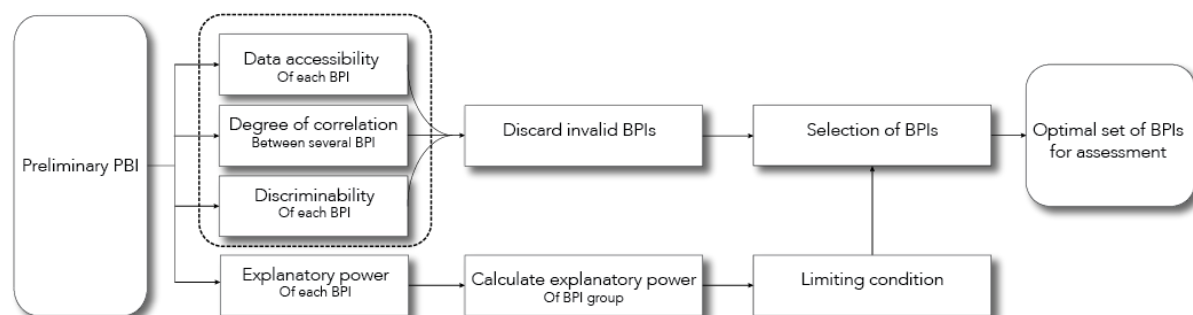 Preliminary PBI
Data accessibility
Of each BPI
Degree of correlation
Between several BPI
Discriminability
Of each BPI
Explanatory power
Of each BPI
Discard invalid BPIs
Calculate explanatory power
Of BPI group
Selection of BPIs
Limiting condition
Optimal set of BPIs
for assessment